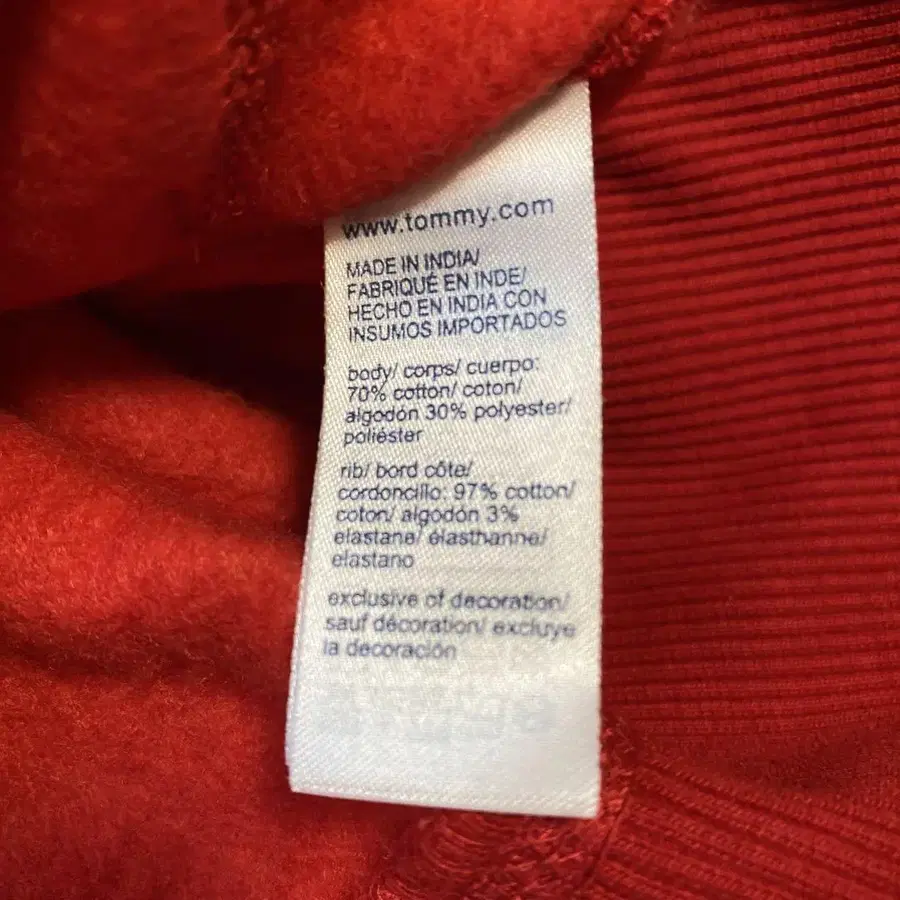 www.tommy.com
MADE IN INDIA/
FABRIQUÉ EN INDE/
HECHO EN INDIA CON
INSUMOS IMPORTADOS
body/ corps/ cuerpo:
70% cotton/ coton/
algodón 30% polyester/
poliéster
rib/ bord côte/
cordoncillo: 97% cotton/
coton/ algodón 3%
elastane/ élasthanne/
elastano
exclusive of decoration/
sauf décoration/ excluye
la decoración